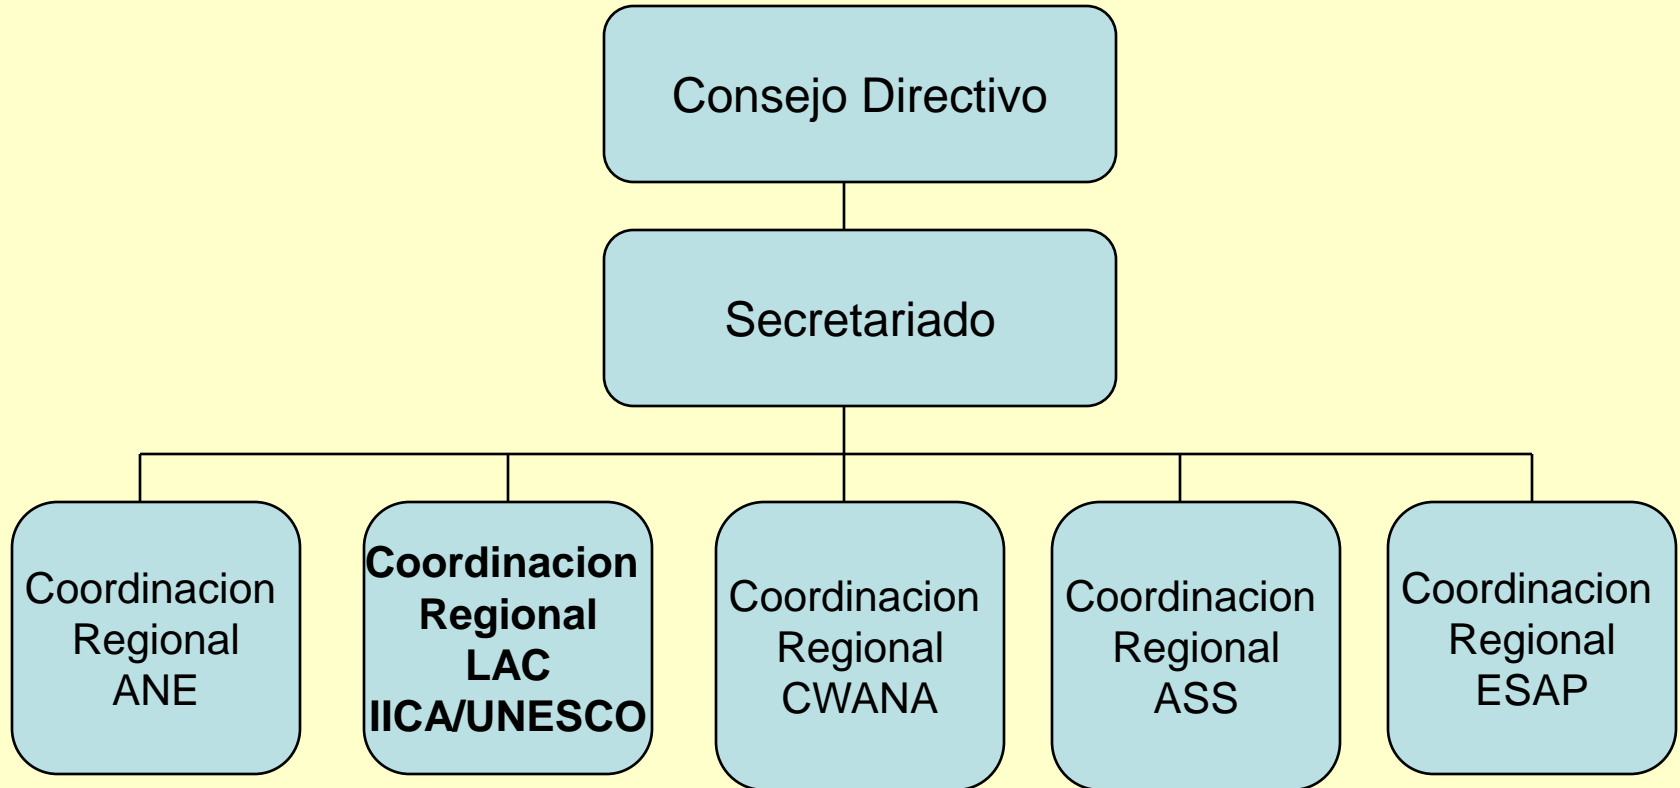 Consejo Directivo
Secretariado
Coordinacion
Regional
ANE
Coordinacion
Regional
LAC
IICA/UNESCO
Coordinacion
Regional
CWANA
Coordinacion
Regional
ASS
Coordinacion
Regional
ESAP